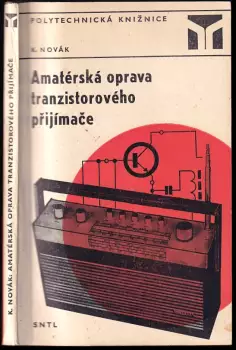 POLYTECHNICKÁ KNIŽNICE
K. NOVÁK
Amatérská oprava
tranzistorového
přijímače
SNTL
K. NOVÁK: AMATÉRSKÁ OPRAVA TRANZISTOROVÉHO PŘIJÍMAČE